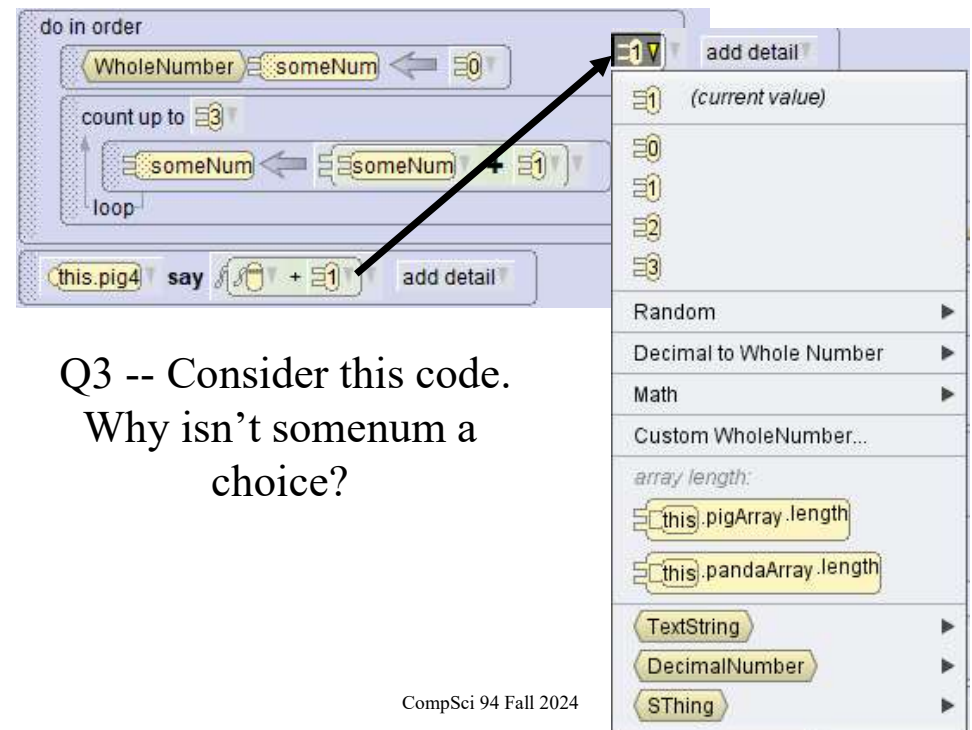 do in order
WholeNumber someNum 0
count up to 3
someNum someNum + 1
loop
this.pig4 say + 1 add detail
Q3 -- Consider this code.
Why isn’t somenum a
choice?
CompSci 94 Fall 2024
1 add detail
1 (current value)
0
1
2
3
Random
Decimal to Whole Number
Math
Custom WholeNumber...
array length:
this.pigArray.length
this.pandaArray.length
TextString
DecimalNumber
SThing